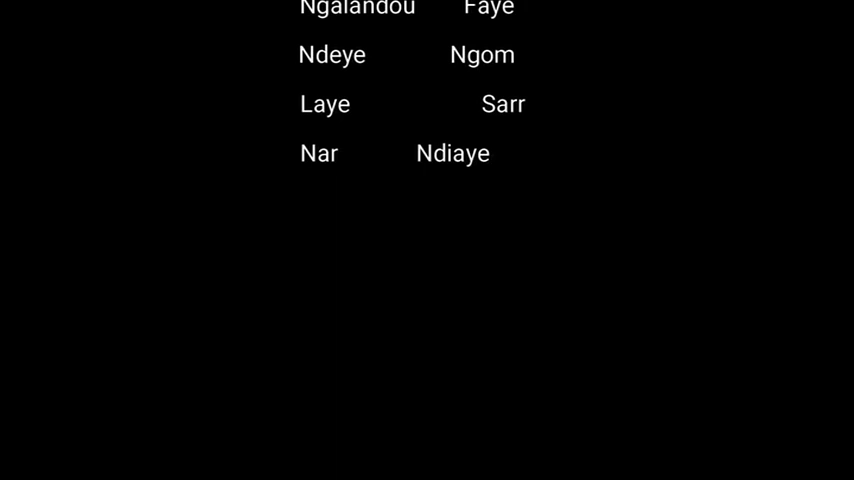 Ngalandou Faye
Ndeye Ngom
Laye Sarr
Nar Ndiaye